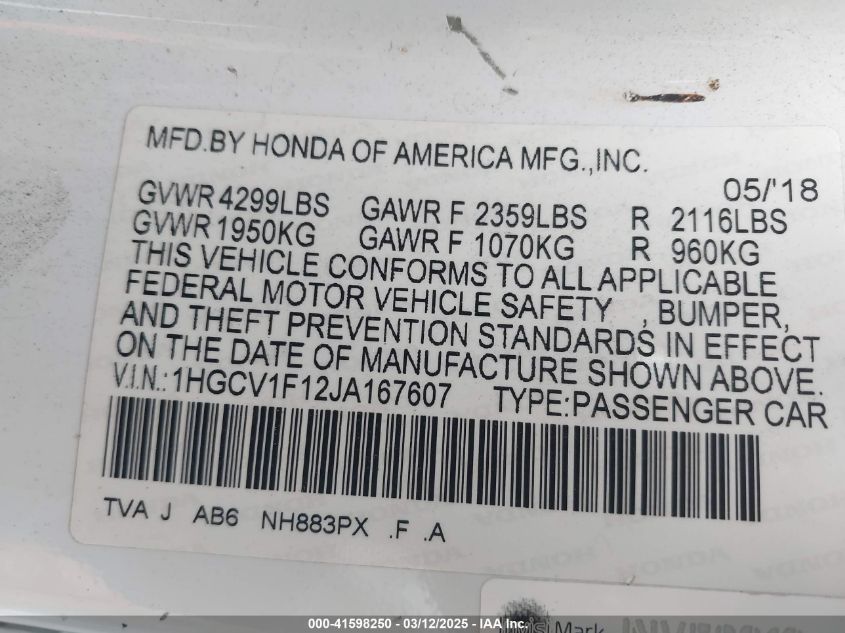 MFD.BY HONDA OF AMERICA MFG.,INC.
05/'18
GVWR 4299LBS GAWR F 2359LBS R 2116LBS
GVWR 1950KG GAWR F 1070KG R 960KG
THIS VEHICLE CONFORMS TO ALL APPLICABLE
FEDERAL MOTOR VEHICLE SAFETY , BUMPER,
AND THEFT PREVENTION STANDARDS IN EFFECT
ON THE DATE OF MANUFACTURE SHOWN ABOVE.
V.I.N.:1HGCV1F12JA167607 TYPE:PASSENGER CAR
TVA J AB6 NH883PX .F .A
000-41598250 - 03/12/2025 - IAA Inc.